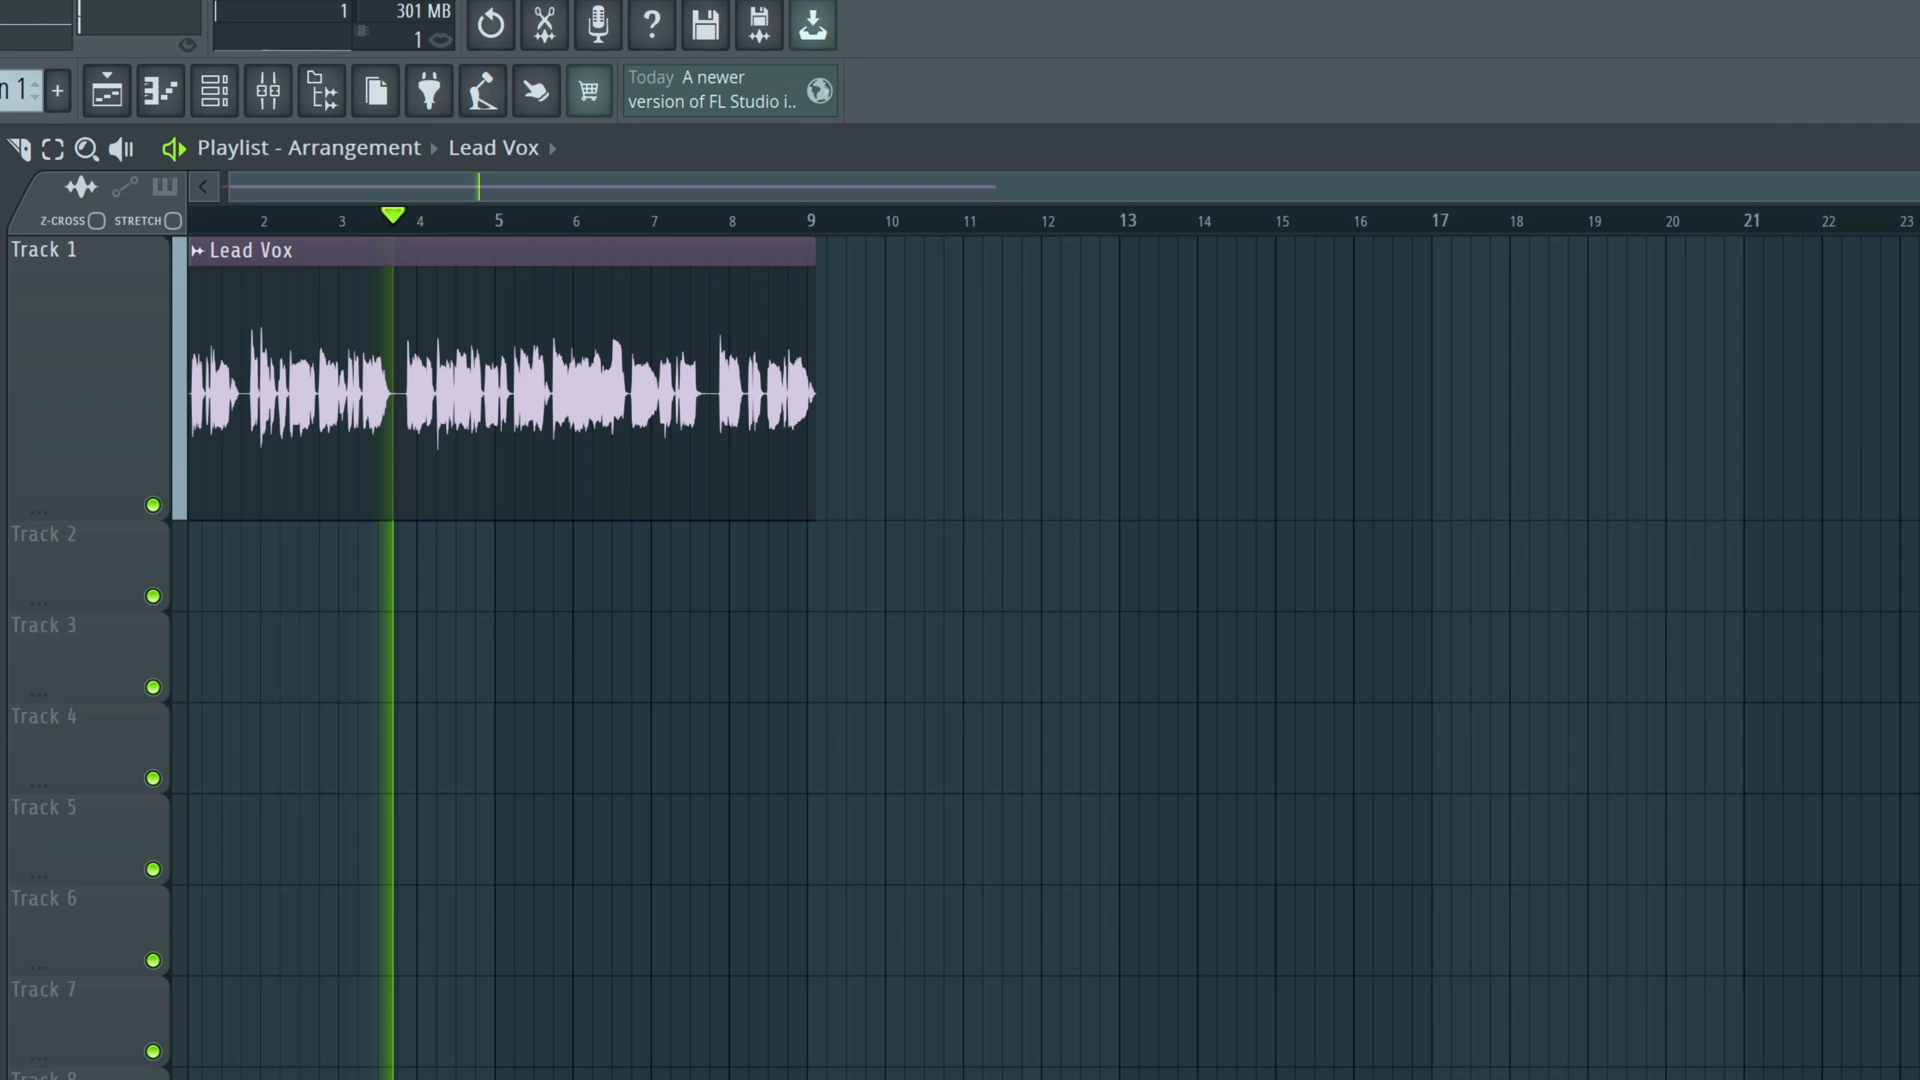 1
301 MB
1
n 1
+
?
Today A newer
version of FL Studio i..
Playlist - Arrangement
Lead Vox
Z-CROSS
STRETCH
2 3 4 5 6 7 8 9 10 11 12 13 14 15 16 17 18 19 20 21 22 23
Track 1
Lead Vox
...
Track 2
...
Track 3
...
Track 4
...
Track 5
...
Track 6
...
Track 7
...
Track 8